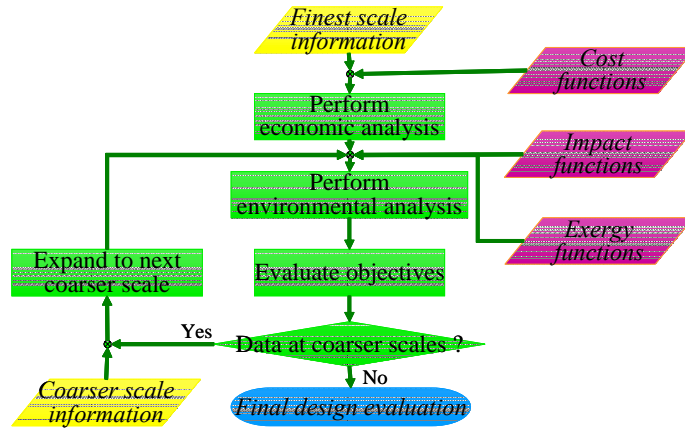 Finest scale
information
Cost
functions
Perform
economic analysis
Impact
functions
Perform
environmental analysis
Exergy
functions
Expand to next
coarser scale
Evaluate objectives
Yes
Data at coarser scales ?
No
Coarser scale
information
Final design evaluation